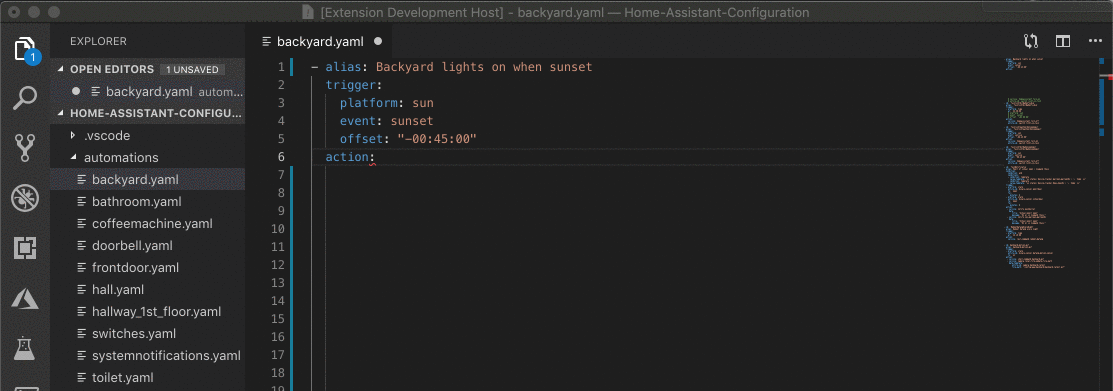 [Extension Development Host] - backyard.yaml — Home-Assistant-Configuration
EXPLORER
1
OPEN EDITORS 1 UNSAVED
backyard.yaml autom...
HOME-ASSISTANT-CONFIGU...
.vscode
automations
backyard.yaml
bathroom.yaml
coffeemachine.yaml
doorbell.yaml
frontdoor.yaml
hall.yaml
hallway_1st_floor.yaml
switches.yaml
systemnotifications.yaml
toilet.yaml
backyard.yaml
1 - alias: Backyard lights on when sunset
2 trigger:
3 platform: sun
4 event: sunset
5 offset: "-00:45:00"
6 action:
7
8
9
10
11
12
13
14
15
16
17
18
19